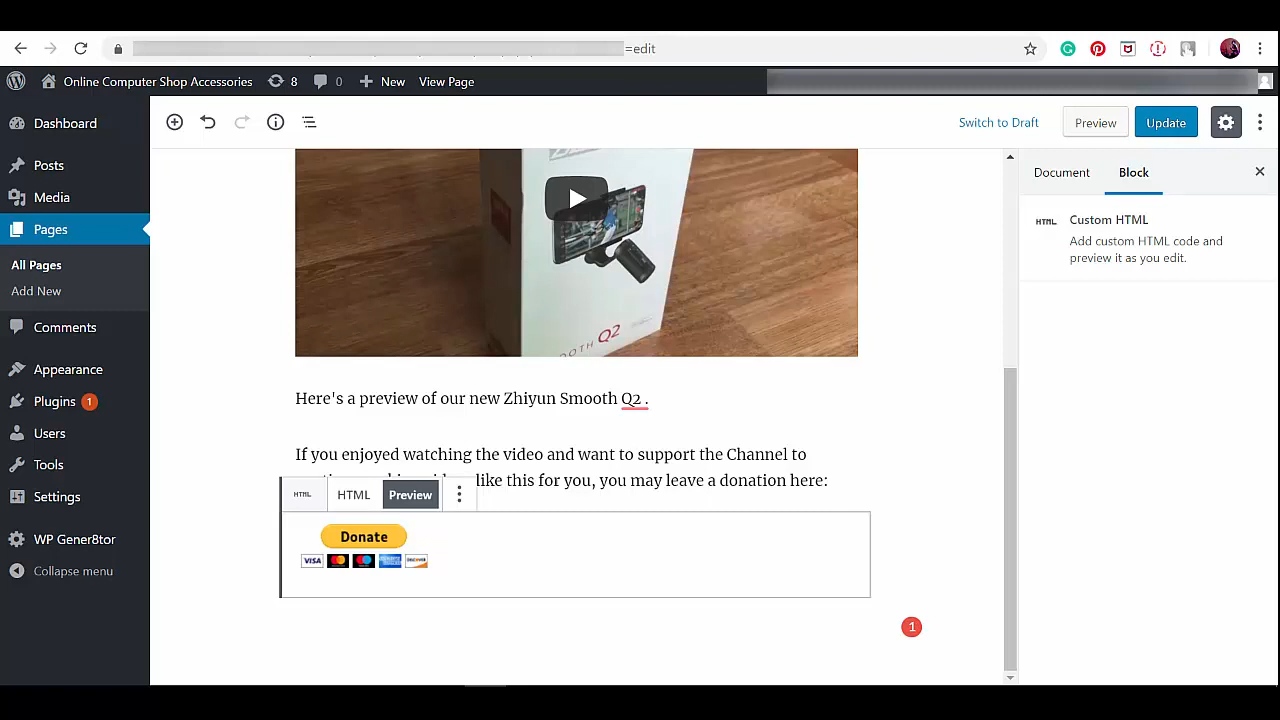 =edit
Online Computer Shop Accessories
8
0
New
View Page
Dashboard
Posts
Media
Pages
All Pages
Add New
Comments
Appearance
Plugins 1
Users
Tools
Settings
WP Gener8tor
Collapse menu
Switch to Draft
Preview
Update
Document
Block
HTML
Custom HTML
Add custom HTML code and
preview it as you edit.
Q2
Here's a preview of our new Zhiyun Smooth Q2 .
If you enjoyed watching the video and want to support the Channel to
like this for you, you may leave a donation here:
HTML
HTML
Preview
Donate
VISA
1